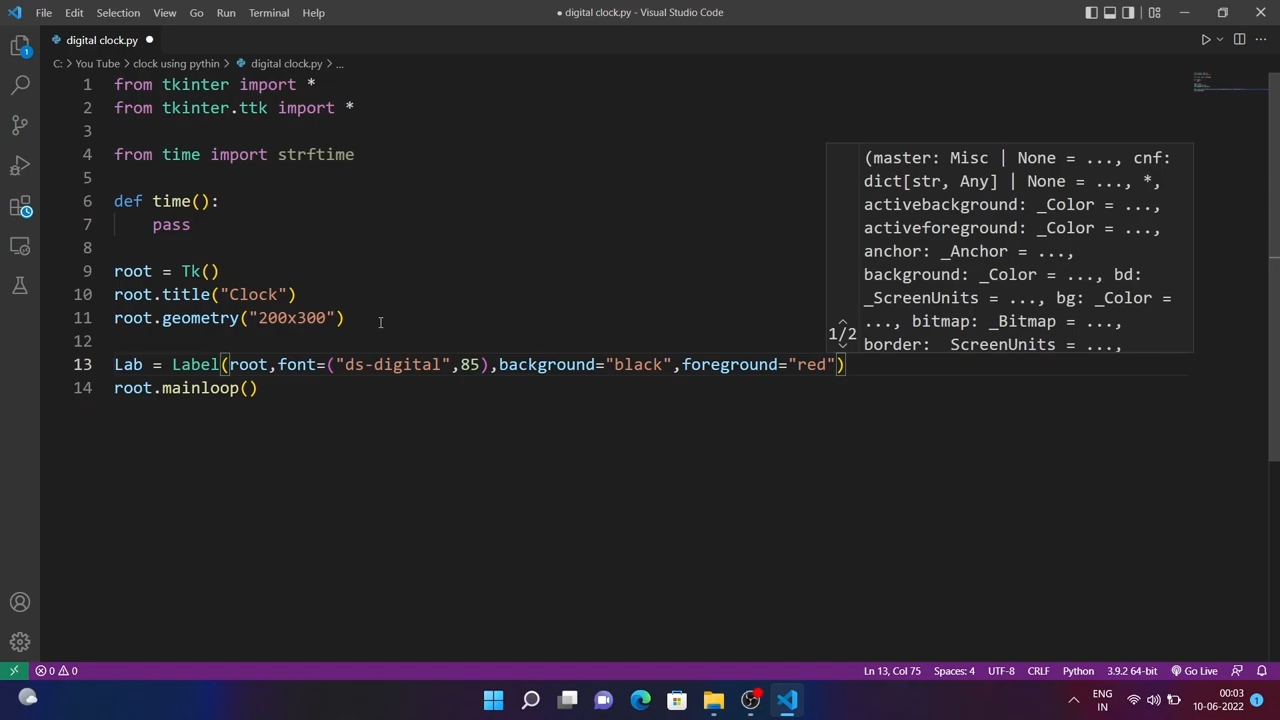 File Edit Selection View Go Run Terminal Help
● digital clock.py - Visual Studio Code
digital clock.py ●
C: > You Tube > clock using pythin > digital clock.py > ...
1 from tkinter import *
2 from tkinter.ttk import *
3
4 from time import strftime
5
6 def time():
7 pass
8
9 root = Tk()
10 root.title("Clock")
11 root.geometry("200x300")
12
13 Lab = Label(root,font=("ds-digital",85),background="black",foreground="red")
14 root.mainloop()
(master: Misc | None = ..., cnf:
dict[str, Any] | None = ..., *,
activebackground: _Color = ...,
activeforeground: _Color = ...,
anchor: _Anchor = ...,
background: _Color = ..., bd:
_ScreenUnits = ..., bg: _Color =
..., bitmap: _Bitmap = ...,
border: _ScreenUnits = ...,
1/2
1
0 0
Ln 13, Col 75 Spaces: 4 UTF-8 CRLF Python 3.9.2 64-bit Go Live
ENG
IN
00:03
10-06-2022
1